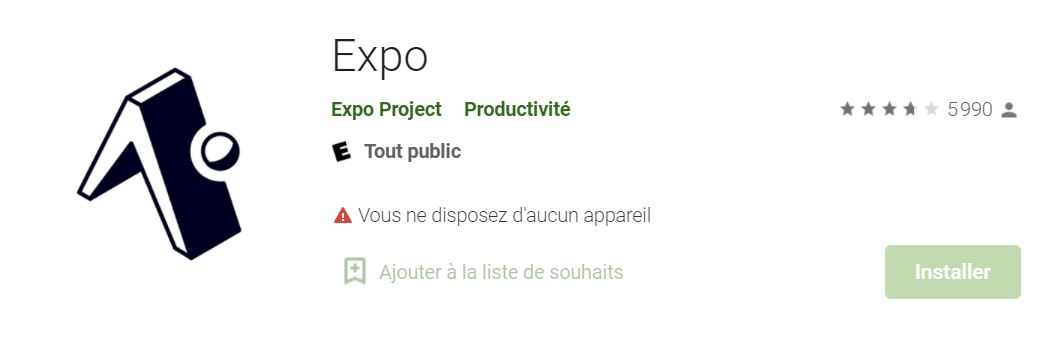 Expo
Expo Project Productivité 5 990
E Tout public
Vous ne disposez d'aucun appareil
Ajouter à la liste de souhaits Installer